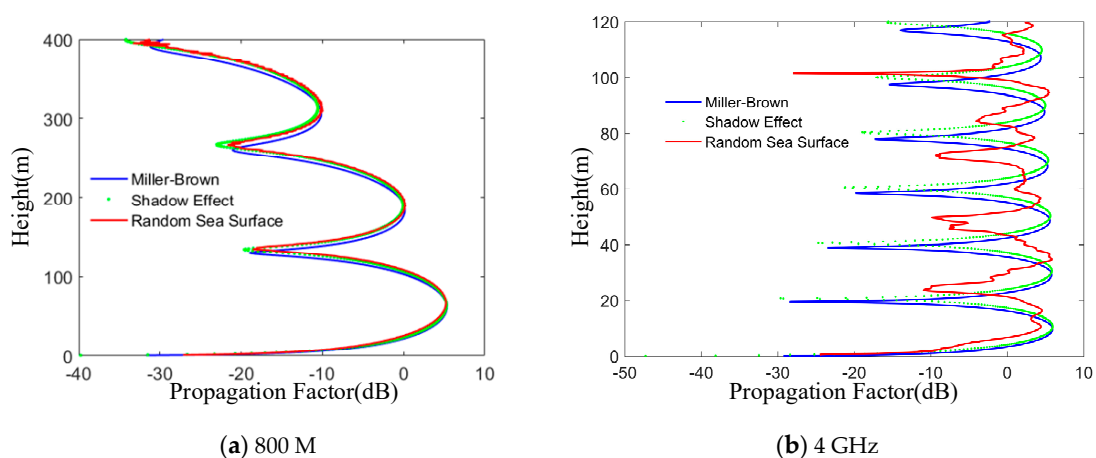 400
300
200
100
0
Height(m)
Miller-Brown
Shadow Effect
Random Sea Surface
-40 -30 -20 -10 0 10
Propagation Factor(dB)
(a) 800 M
120
100
80
60
40
20
0
Height(m)
Miller-Brown
Shadow Effect
Random Sea Surface
-50 -40 -30 -20 -10 0 10
Propagation Factor(dB)
(b) 4 GHz